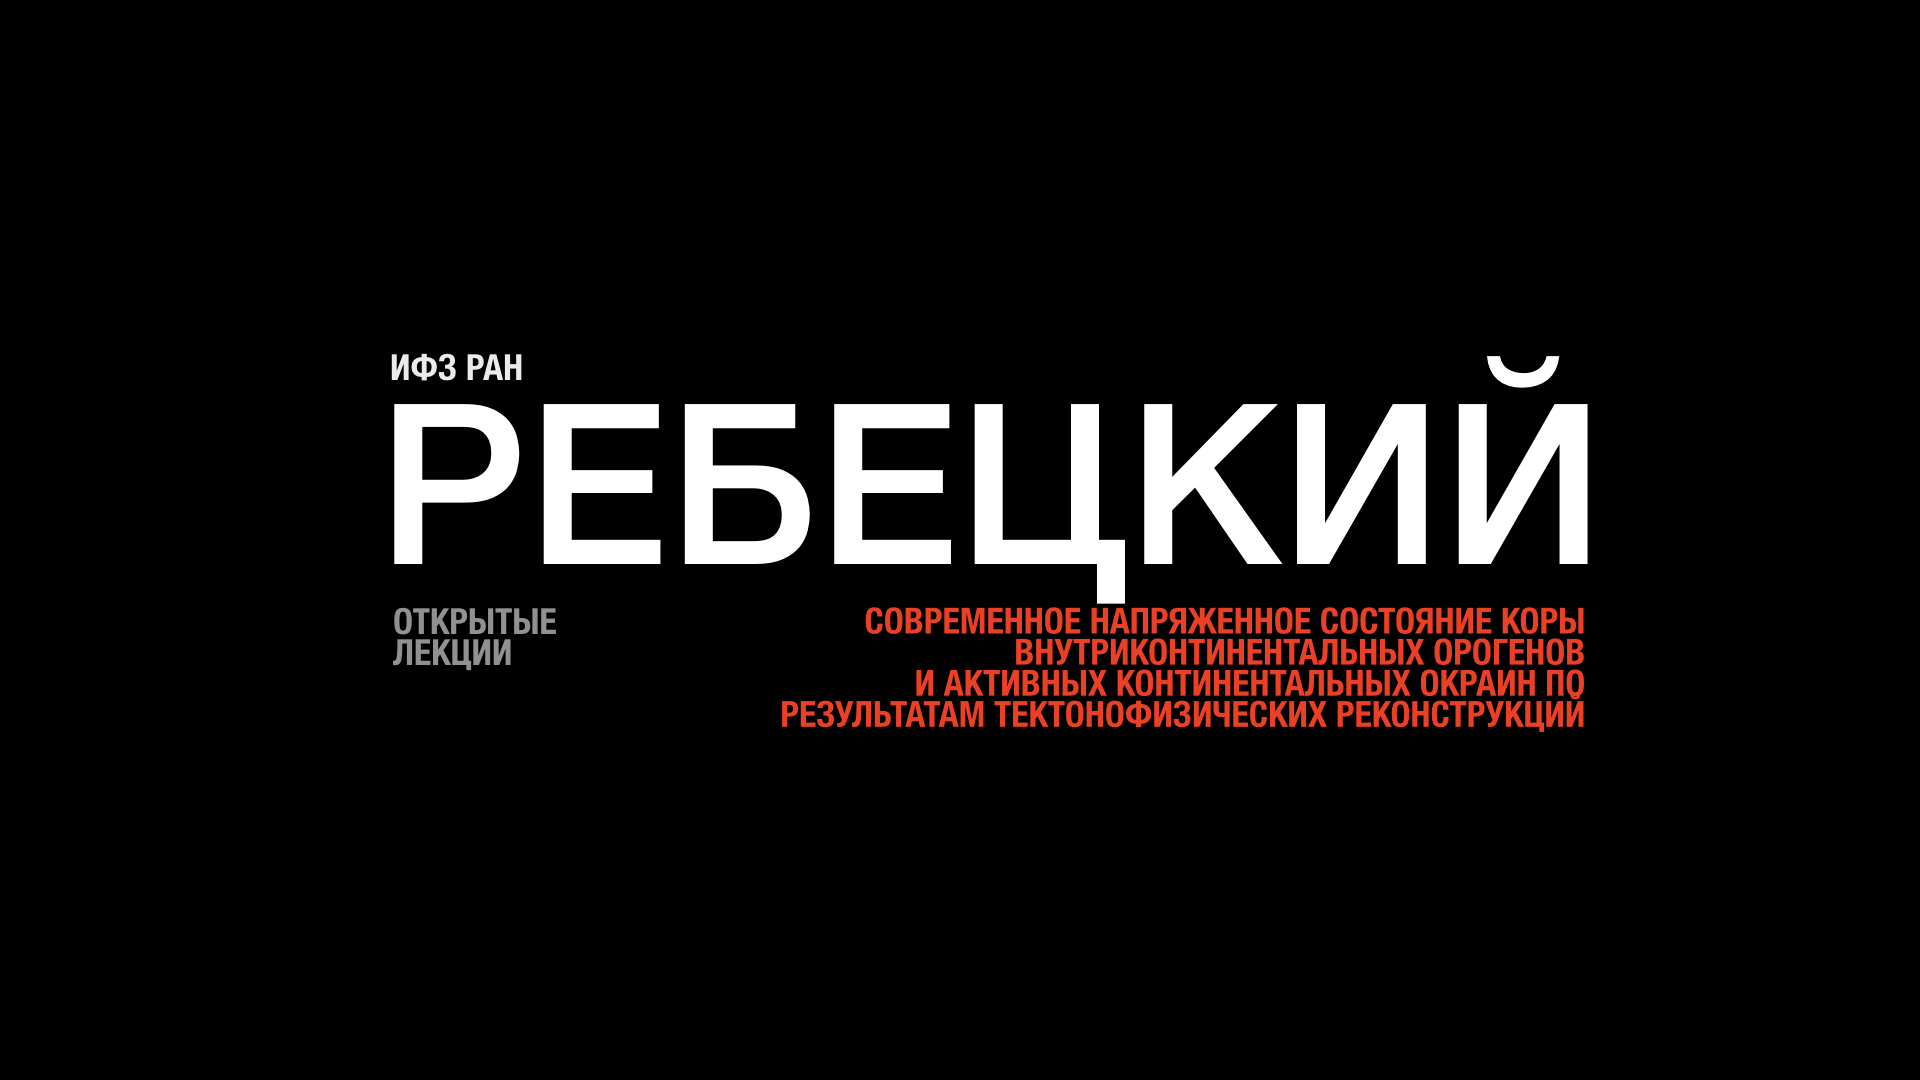 ИФЗ РАН
РЕБЕЦКИЙ
ОТКРЫТЫЕ
ЛЕКЦИИ
СОВРЕМЕННОЕ НАПРЯЖЕННОЕ СОСТОЯНИЕ КОРЫ
ВНУТРИКОНТИНЕНТАЛЬНЫХ ОРОГЕНОВ
И АКТИВНЫХ КОНТИНЕНТАЛЬНЫХ ОКРАИН ПО
РЕЗУЛЬТАТАМ ТЕКТОНОФИЗИЧЕСКИХ РЕКОНСТРУКЦИЙ